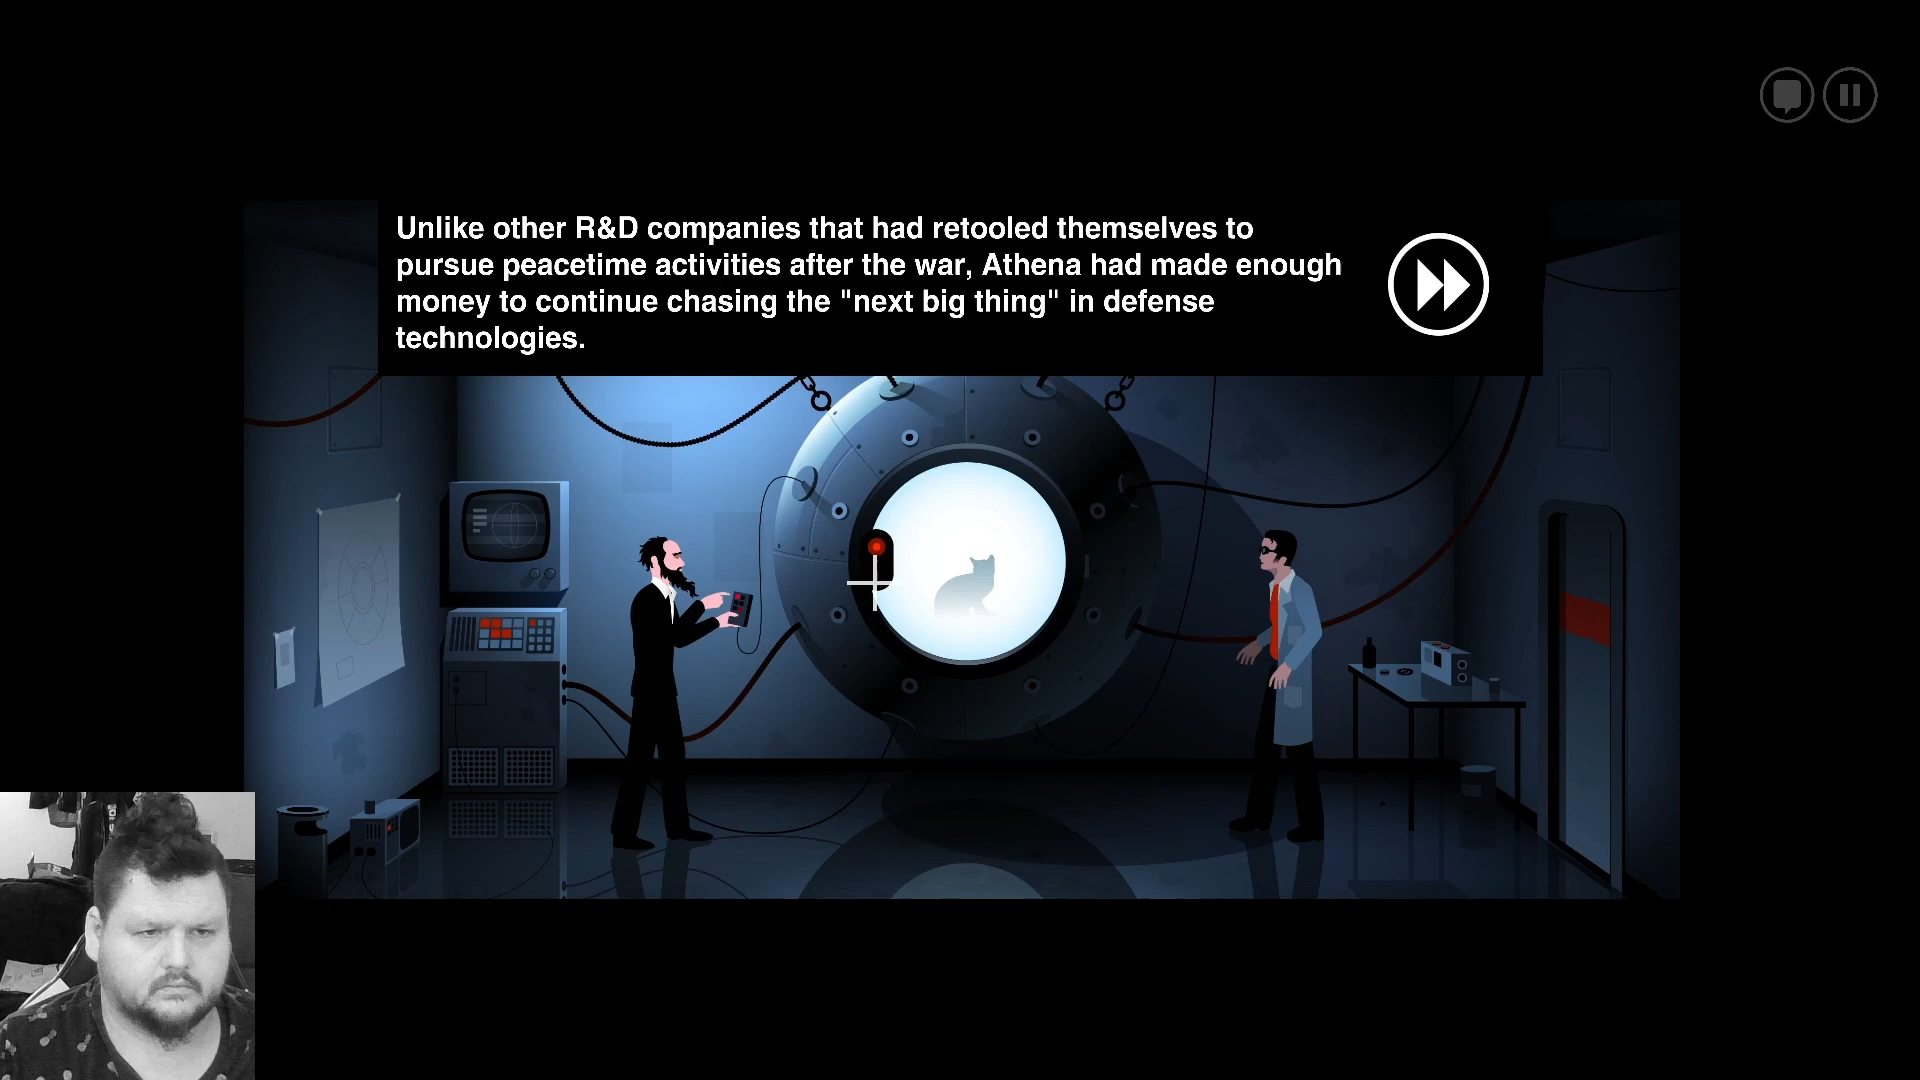 Unlike other R&D companies that had retooled themselves to
pursue peacetime activities after the war, Athena had made enough
money to continue chasing the "next big thing" in defense
technologies.